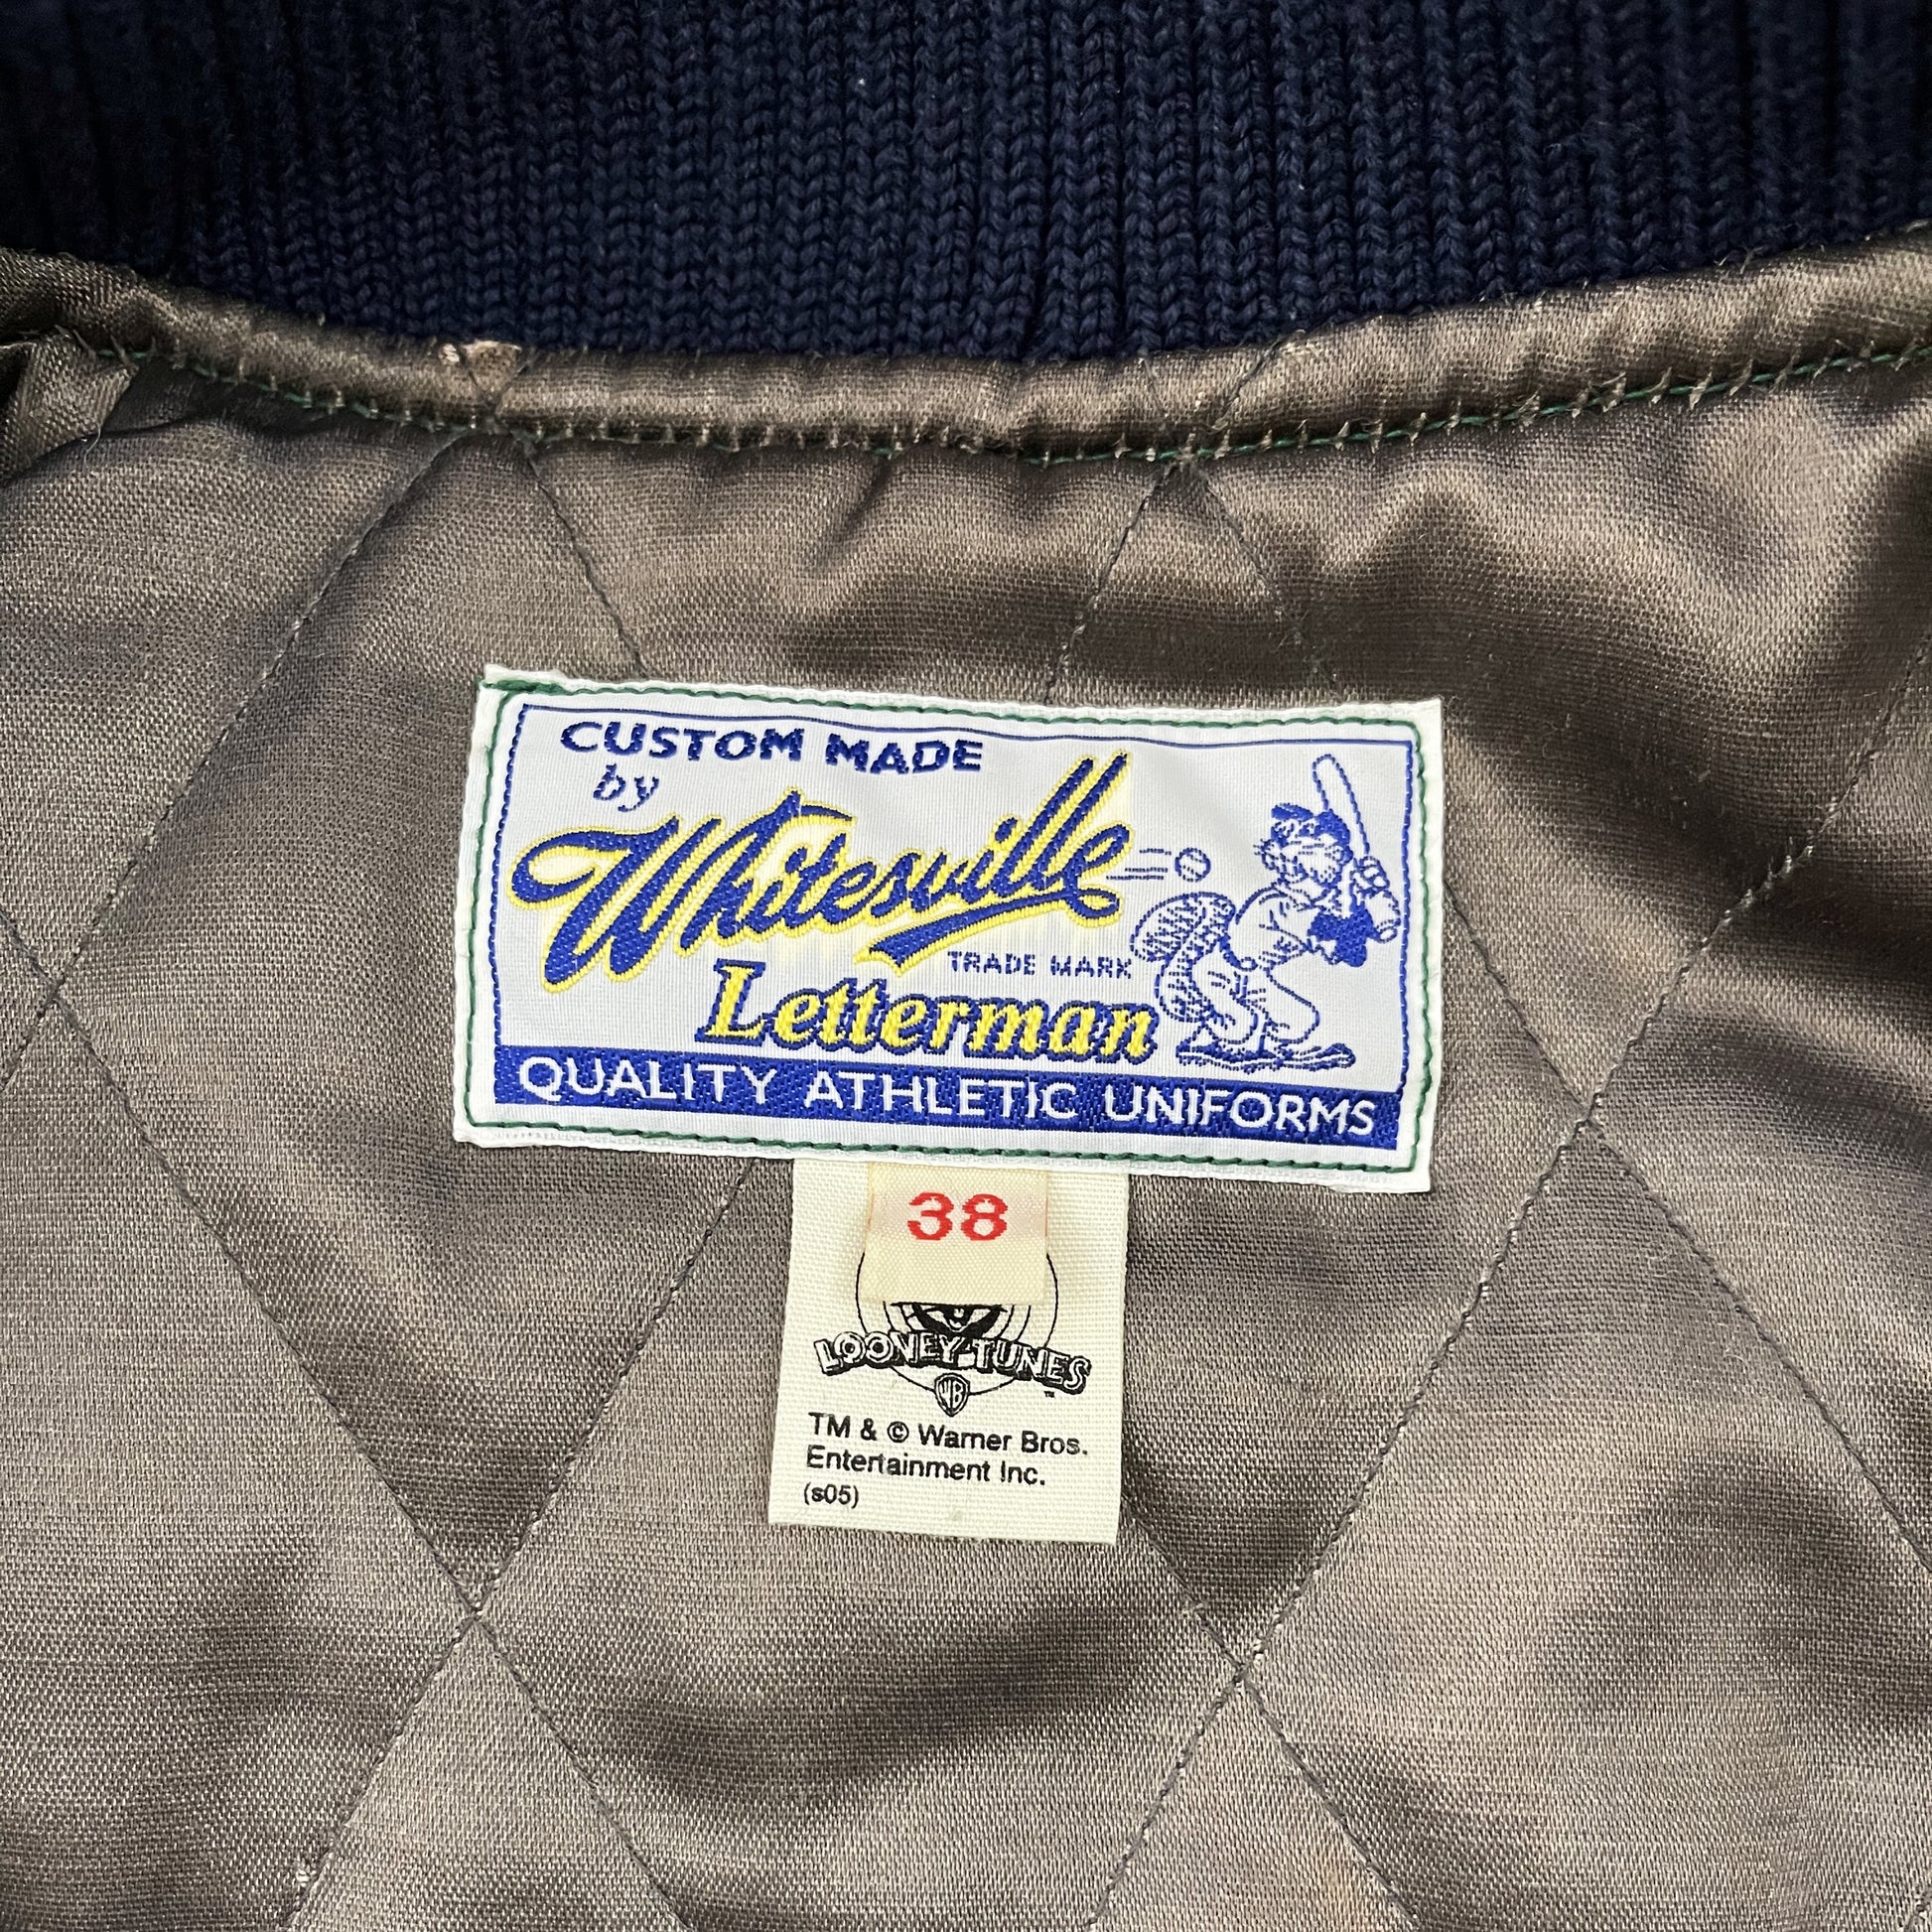 CUSTOM MADE
by
Whitesville
TRADE MARK
Letterman
QUALITY ATHLETIC UNIFORMS
38
LOONEY TUNES
TM
WB
TM & © Warner Bros.
Entertainment Inc.
(s05)